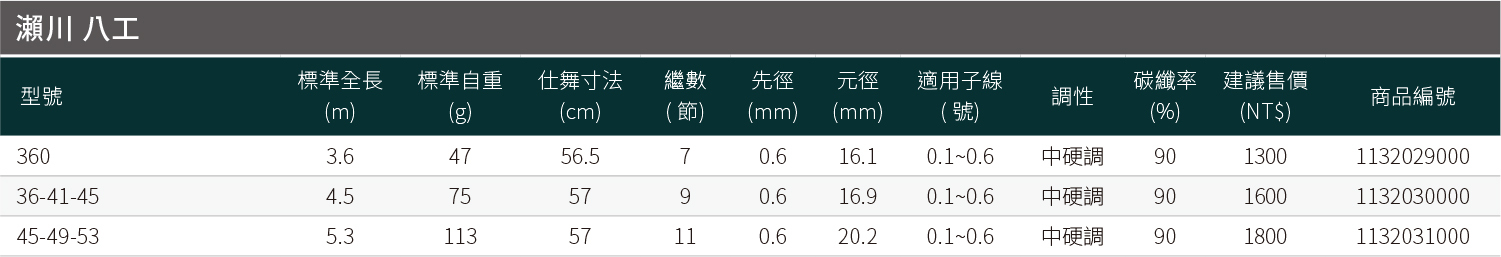 瀨川 八工
型號 標準全長 (m) 標準自重 (g) 仕舞寸法 (cm) 繼數 ( 節) 先徑 (mm) 元徑 (mm) 適用子線 ( 號) 調性 碳纖率 (%) 建議售價 (NT$) 商品編號
360 3.6 47 56.5 7 0.6 16.1 0.1~0.6 中硬調 90 1300 1132029000
36-41-45 4.5 75 57 9 0.6 16.9 0.1~0.6 中硬調 90 1600 1132030000
45-49-53 5.3 113 57 11 0.6 20.2 0.1~0.6 中硬調 90 1800 1132031000